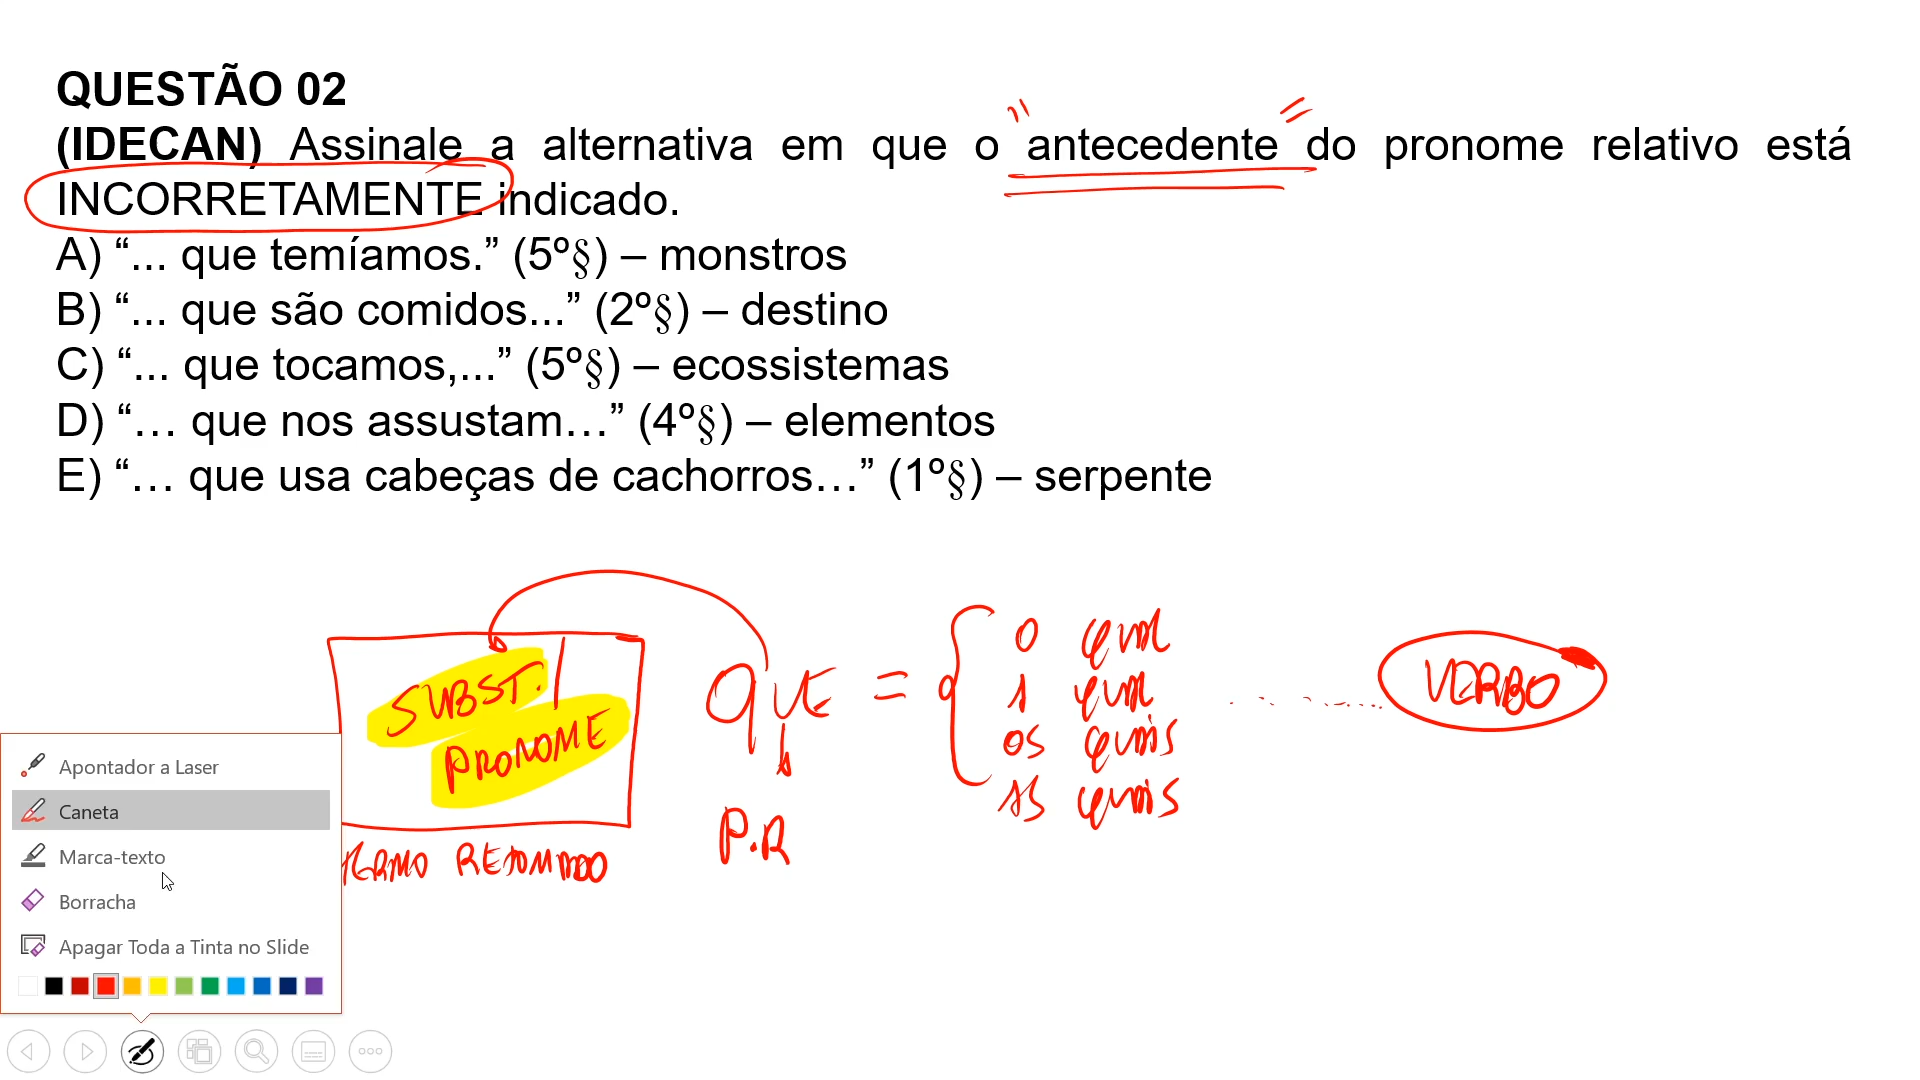 QUESTÃO 02
(IDECAN) Assinale a alternativa em que o "antecedente" do pronome relativo está
INCORRETAMENTE indicado.
A) “... que temíamos.” (5º§) – monstros
B) “... que são comidos...” (2º§) – destino
C) “... que tocamos,...” (5º§) – ecossistemas
D) “… que nos assustam…” (4º§) – elementos
E) “… que usa cabeças de cachorros…” (1º§) – serpente
SUBST. |
PRONOME
QUE = { o qual
a qual
os quais
as quais
........ VERBO
P.R
TERMO RETOMADO
Apontador a Laser
Caneta
Marca-texto
Borracha
Apagar Toda a Tinta no Slide